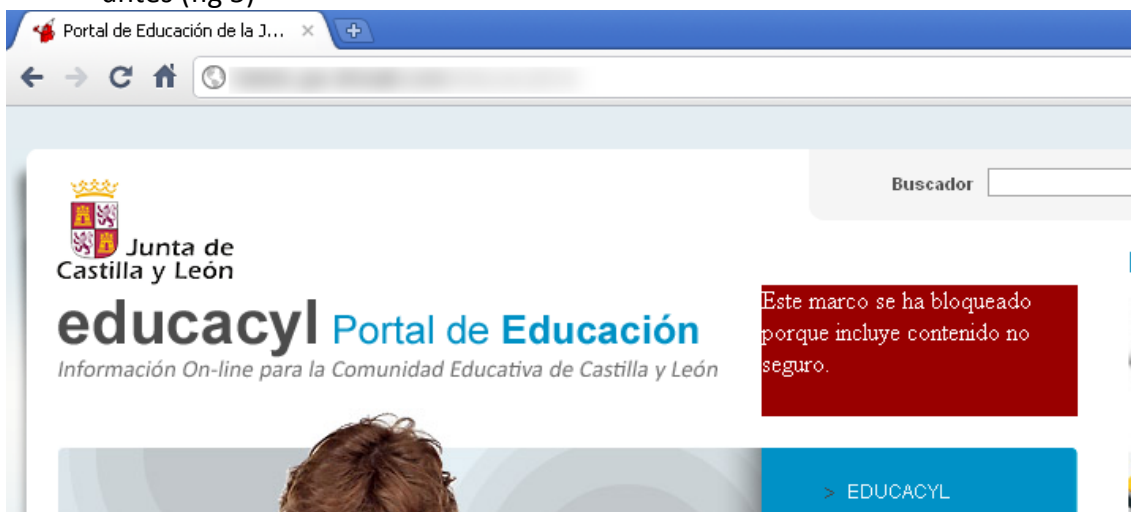 Portal de Educación de la J...
Buscador
Junta de
Castilla y León
educacyl Portal de Educación
Información On-line para la Comunidad Educativa de Castilla y León
Este marco se ha bloqueado
porque incluye contenido no
seguro.
> EDUCACYL